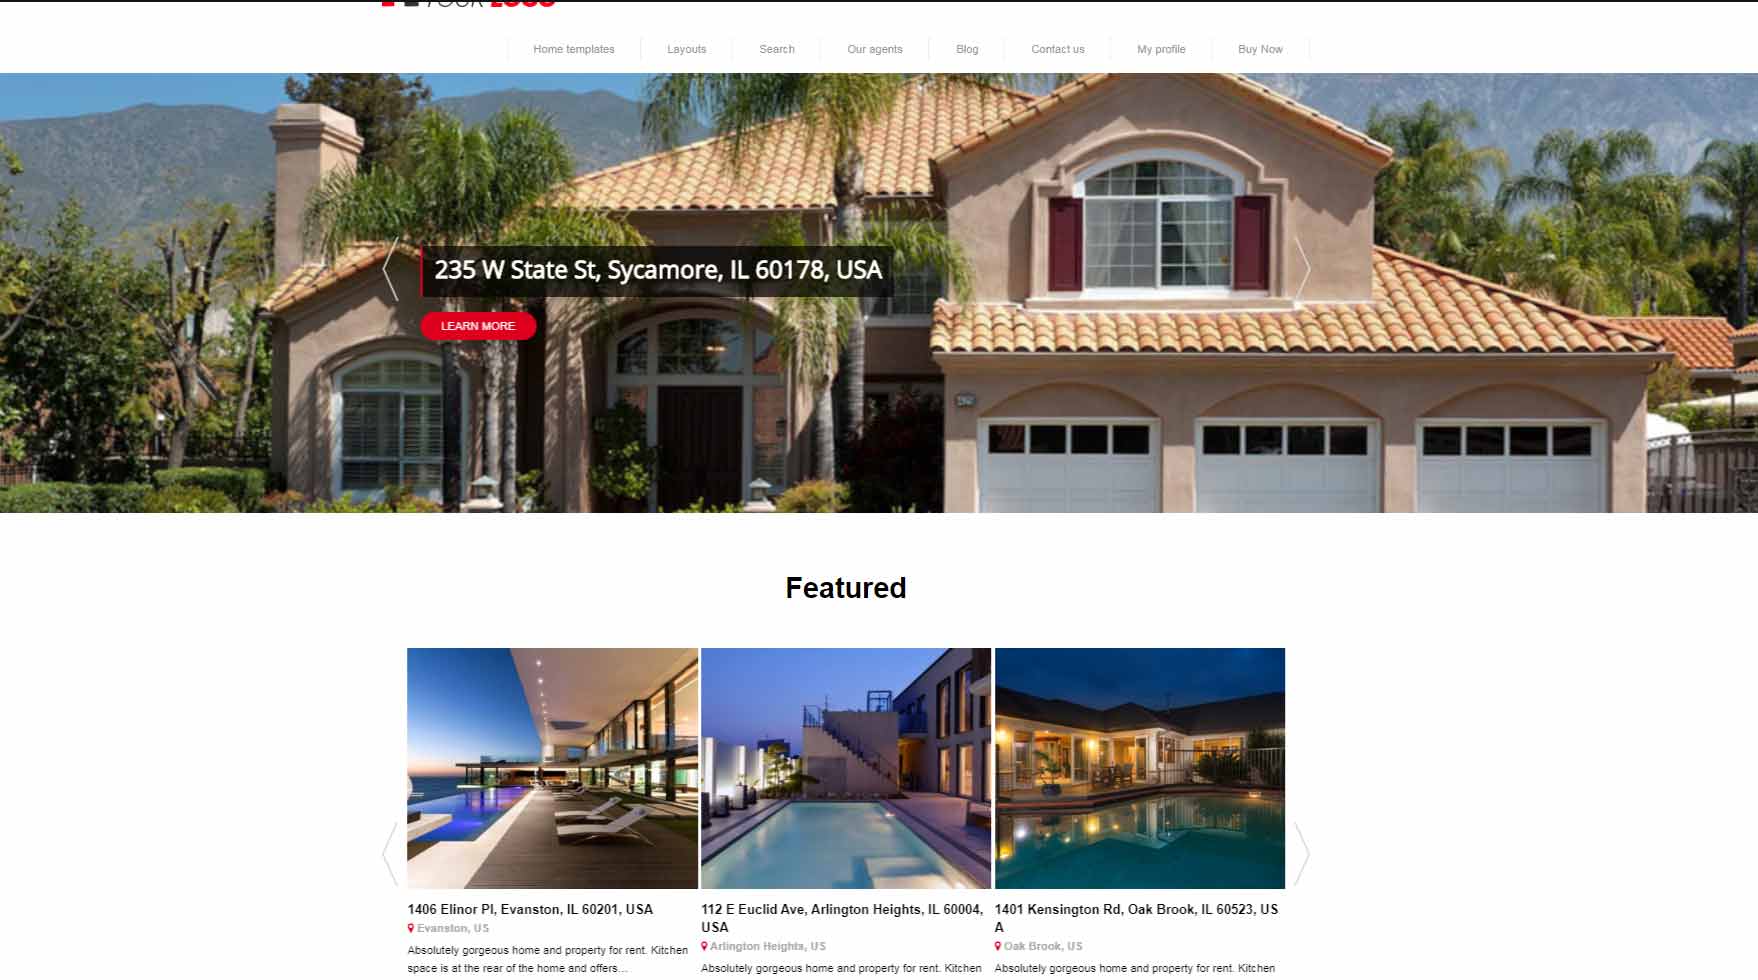 YOUR LOGO
Home templates Layouts Search Our agents Blog Contact us My profile Buy Now
235 W State St, Sycamore, IL 60178, USA
LEARN MORE
Featured
1406 Elinor Pl, Evanston, IL 60201, USA
Evanston, US
Absolutely gorgeous home and property for rent. Kitchen
space is at the rear of the home and offers...
112 E Euclid Ave, Arlington Heights, IL 60004,
USA
Arlington Heights, US
Absolutely gorgeous home and property for rent. Kitchen
1401 Kensington Rd, Oak Brook, IL 60523, US
A
Oak Brook, US
Absolutely gorgeous home and property for rent. Kitchen